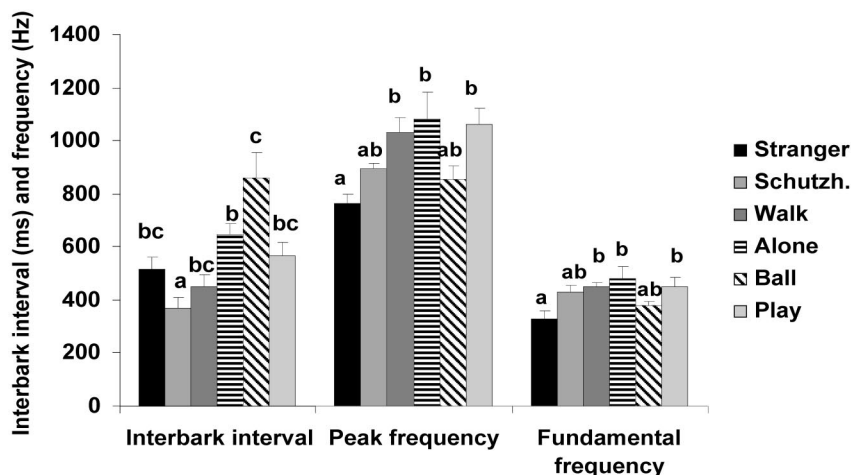 Interbark interval (ms) and frequency (Hz)
1400
1200
1000
800
600
400
200
0
bc
a
bc
b
c
bc
a
ab
b
b
ab
b
a
ab
b
b
ab
b
Interbark interval
Peak frequency
Fundamental
frequency
Stranger
Schutzh.
Walk
Alone
Ball
Play